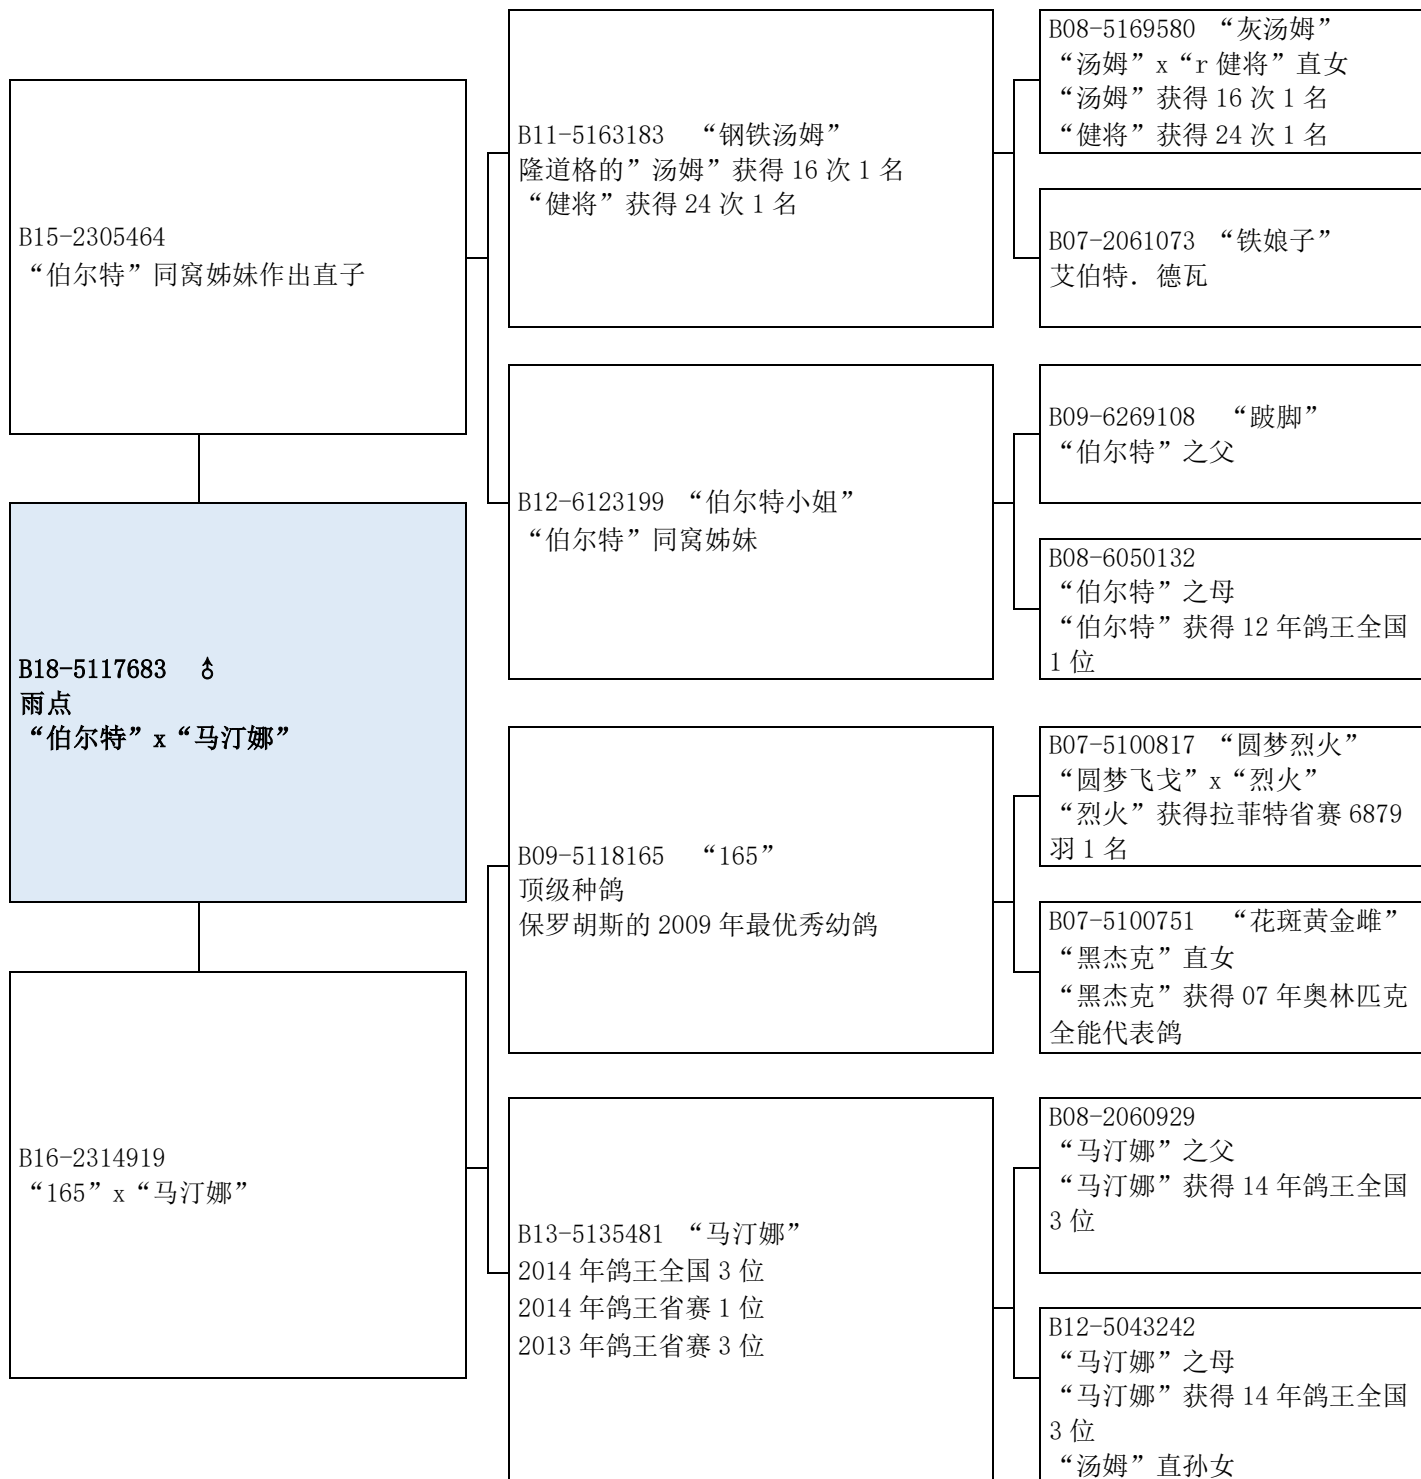 B15-2305464
“伯尔特”同窝姊妹作出直子
B18-5117683 ♂
雨点
“伯尔特”x“马汀娜”
B16-2314919
“165”x“马汀娜”
B11-5163183 “钢铁汤姆”
隆道格的”汤姆”获得 16 次 1 名
“健将”获得 24 次 1 名
B12-6123199 “伯尔特小姐”
“伯尔特”同窝姊妹
B09-5118165 “165”
顶级种鸽
保罗胡斯的 2009 年最优秀幼鸽
B13-5135481 “马汀娜”
2014 年鸽王全国 3 位
2014 年鸽王省赛 1 位
2013 年鸽王省赛 3 位
B08-5169580 “灰汤姆”
“汤姆”x“r 健将”直女
“汤姆”获得 16 次 1 名
“健将”获得 24 次 1 名
B07-2061073 “铁娘子”
艾伯特．德瓦
B09-6269108 “跛脚”
“伯尔特”之父
B08-6050132
“伯尔特”之母
“伯尔特”获得 12 年鸽王全国
1 位
B07-5100817 “圆梦烈火”
“圆梦飞戈”x“烈火”
“烈火”获得拉菲特省赛 6879
羽 1 名
B07-5100751 “花斑黄金雌”
“黑杰克”直女
“黑杰克”获得 07 年奥林匹克
全能代表鸽
B08-2060929
“马汀娜”之父
“马汀娜”获得 14 年鸽王全国
3 位
B12-5043242
“马汀娜”之母
“马汀娜”获得 14 年鸽王全国
3 位
“汤姆”直孙女